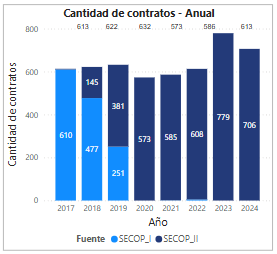 Cantidad de contratos - Anual
613 622 632 573 586 613
800
600
400
200
0
Cantidad de contratos
610
477
145
251
381
573
585
608
779
706
2017 2018 2019 2020 2021 2022 2023 2024
Año
Fuente SECOP_I SECOP_II